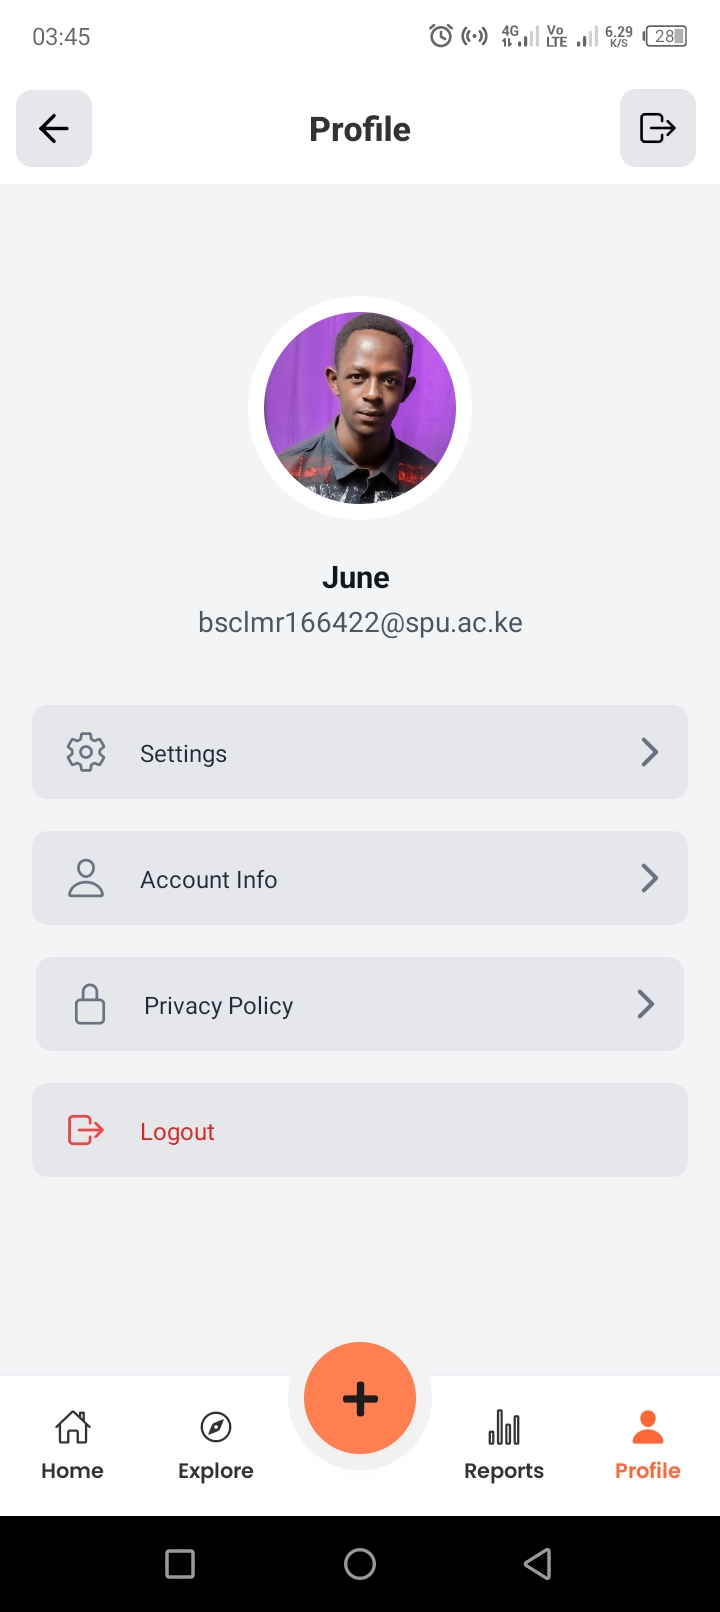 03:45
4G
Vo LTE
6.29 K/S
28
Profile
June
bsclmr166422@spu.ac.ke
Settings
Account Info
Privacy Policy
Logout
Home
Explore
Reports
Profile